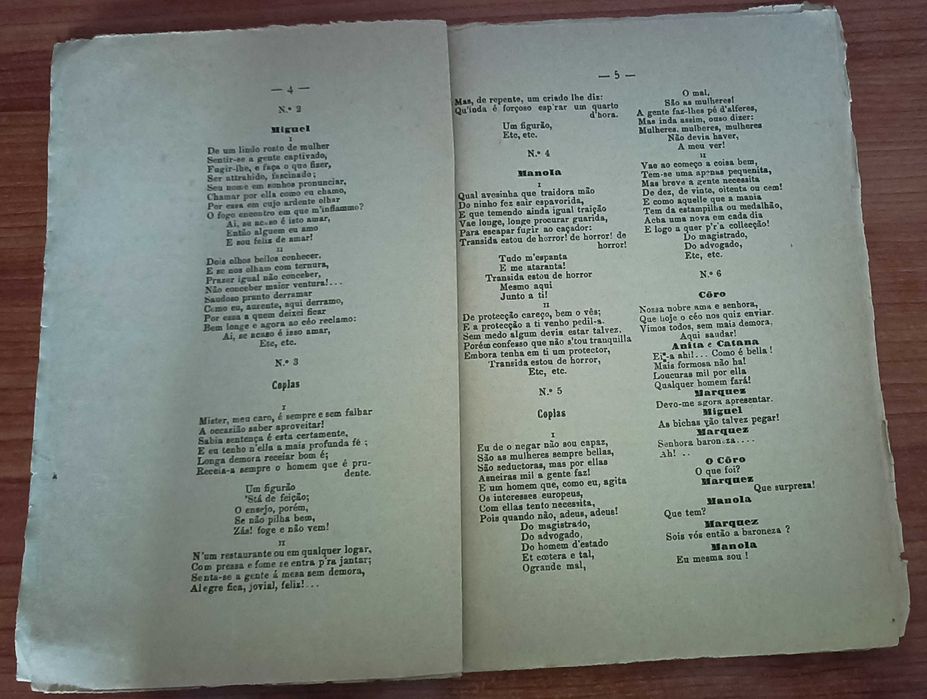 — 4 —
N.º 2
Miguel
De um lindo rosto de mulher
Sentir-se a gente captivado,
Fugir-lhe, e faça o que fizer,
Ser attrahido, fascinado;
Seu nome em sonhos pronunciar,
Chamar por ella como eu chamo,
Por essa em cujo ardente olhar
O fogo encontro em que m'inflammo?
Ai, se acaso é isto amar,
Então alguem eu amo
E sou feliz de amar!
II
Dois olhos bellos conhecer,
E se nos olham com ternura,
Prazer igual não conceber,
Não conceber maior ventura!...
Saudoso pranto derramar
Como eu, auzente, aqui derramo,
Por essa a quem deixei ficar
Bem longe e agora ao céo reclamo:
Ai, se acaso é isso amar,
Etc, etc.
N.º 3
Coplas
I
Mister, meu caro, é sempre e sem falhar
A occazião saber aproveitar!
Sabia sentença é esta certamente,
E eu tenho n'ella a mais profunda fé;
Longa demora receiar bom é;
Receia-a sempre o homem que é pru-
dente.
Um figurão
'Stá de feição;
O ensejo, porém,
Se não pilha bem,
Zás! foge e não vem!
II
N'um restaurante ou em qualquer logar,
Com pressa e fome se entra p'ra jantar;
Senta-se a gente á mesa sem demora,
Alegre fica, jovial, feliz!...
— 5 —
Mas, de repente, um criado lhe diz:
Qu'inda é forçoso esp'rar um quarto
d'hora.
Um figurão,
Etc, etc.
N.º 4
Manola
I
Qual avesinha que traidora mão
Do ninho fez sair espavorida,
E que temendo ainda igual traição
Vae longe, longe procurar guarida,
Para escapar fugir ao caçador:
Transida estou de horror! de horror! de
horror!
Tudo m'espanta
E me ataranta!
Transida estou de horror
Mesmo aqui
Junto a ti!
II
De protecção careço, bem o vês;
E a protecção a ti venho pedil-a.
Sem medo algum devia estar talvez.
Porém confesso que não s'tou tranquilla
Embora tenha em ti um protector,
Transida estou de horror,
Etc, etc.
N.º 5
Coplas
I
Eu de o negar não sou capaz,
São as mulheres sempre bellas,
São seductoras, mas por ellas
Asneiras mil a gente faz!
E um homem que, como eu, agita
Os interesses europeus,
Com ellas tento necessita,
Pois quando não, adeus, adeus!
Do magistrado,
Do advogado,
Do homem d'estado
Et cœtera e tal,
Ogrande mal,
O mal,
São as mulheres!
A gente faz-lhes pé d'alferes,
Mas inda assim, ouso dizer:
Mulheres, mulheres, mulheres
Não devia haver,
A meu ver!
II
Vae ao começo a coisa bem,
Tem-se uma apenas pequenita,
Mas breve a gente necessita
De dez, de vinte, oitenta ou cem!
E como aquelle que a mania
Tem da estampilha ou medalhão,
Acha uma nova em cada dia
E logo a quer p'r'a collecção!
Do magistrado,
Do advogado,
Etc, etc.
N.º 6
Côro
Nossa nobre ama e senhora,
Que hoje o céo nos quiz enviar.
Vimos todos, sem mais demora,
Aqui saudar!
Anita e Catana
Eil-a ahi!... Como é bella!
Mais formosa não ha!
Loucuras mil por ella
Qualquer homem fará!
Marquez
Devo-me agora apresentar.
Miguel
As bichas vão talvez pegar!
Marquez
Senhora baroneza....
Ah! ..
O Côro
O que foi?
Marquez
Que surpreza!
Manola
Que tem?
Marquez
Sois vós então a baroneza?
Manola
Eu mesma sou!